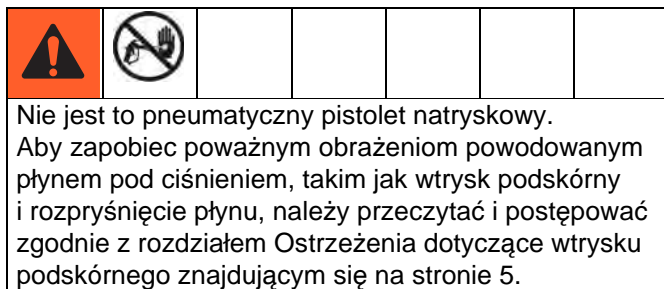 Nie jest to pneumatyczny pistolet natryskowy.
Aby zapobiec poważnym obrażeniom powodowanym
płynem pod ciśnieniem, takim jak wtrysk podskórny
i rozpryśnięcie płynu, należy przeczytać i postępować
zgodnie z rozdziałem Ostrzeżenia dotyczące wtrysku
podskórnego znajdującym się na stronie 5.